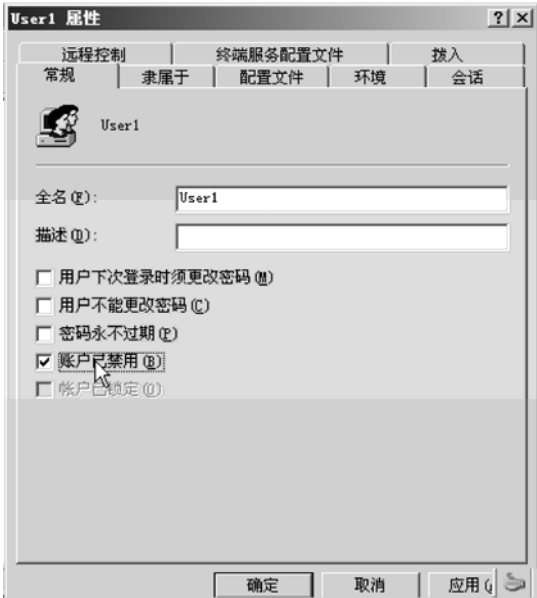 User1 属性
远程控制 终端服务配置文件 拨入
常规 隶属于 配置文件 环境 会话
User1
全名(F): User1
描述(D):
用户下次登录时须更改密码(M)
用户不能更改密码(C)
密码永不过期(P)
账户已禁用(B)
帐户已锁定(O)
确定 取消 应用(